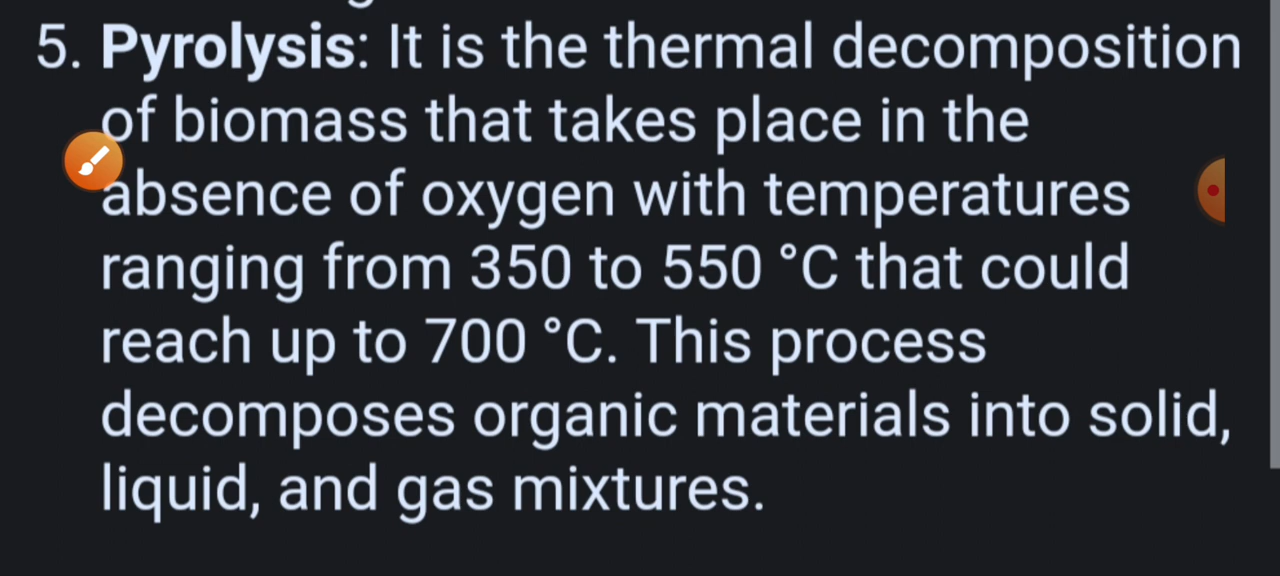 5. Pyrolysis: It is the thermal decomposition
of biomass that takes place in the
absence of oxygen with temperatures
ranging from 350 to 550 °C that could
reach up to 700 °C. This process
decomposes organic materials into solid,
liquid, and gas mixtures.